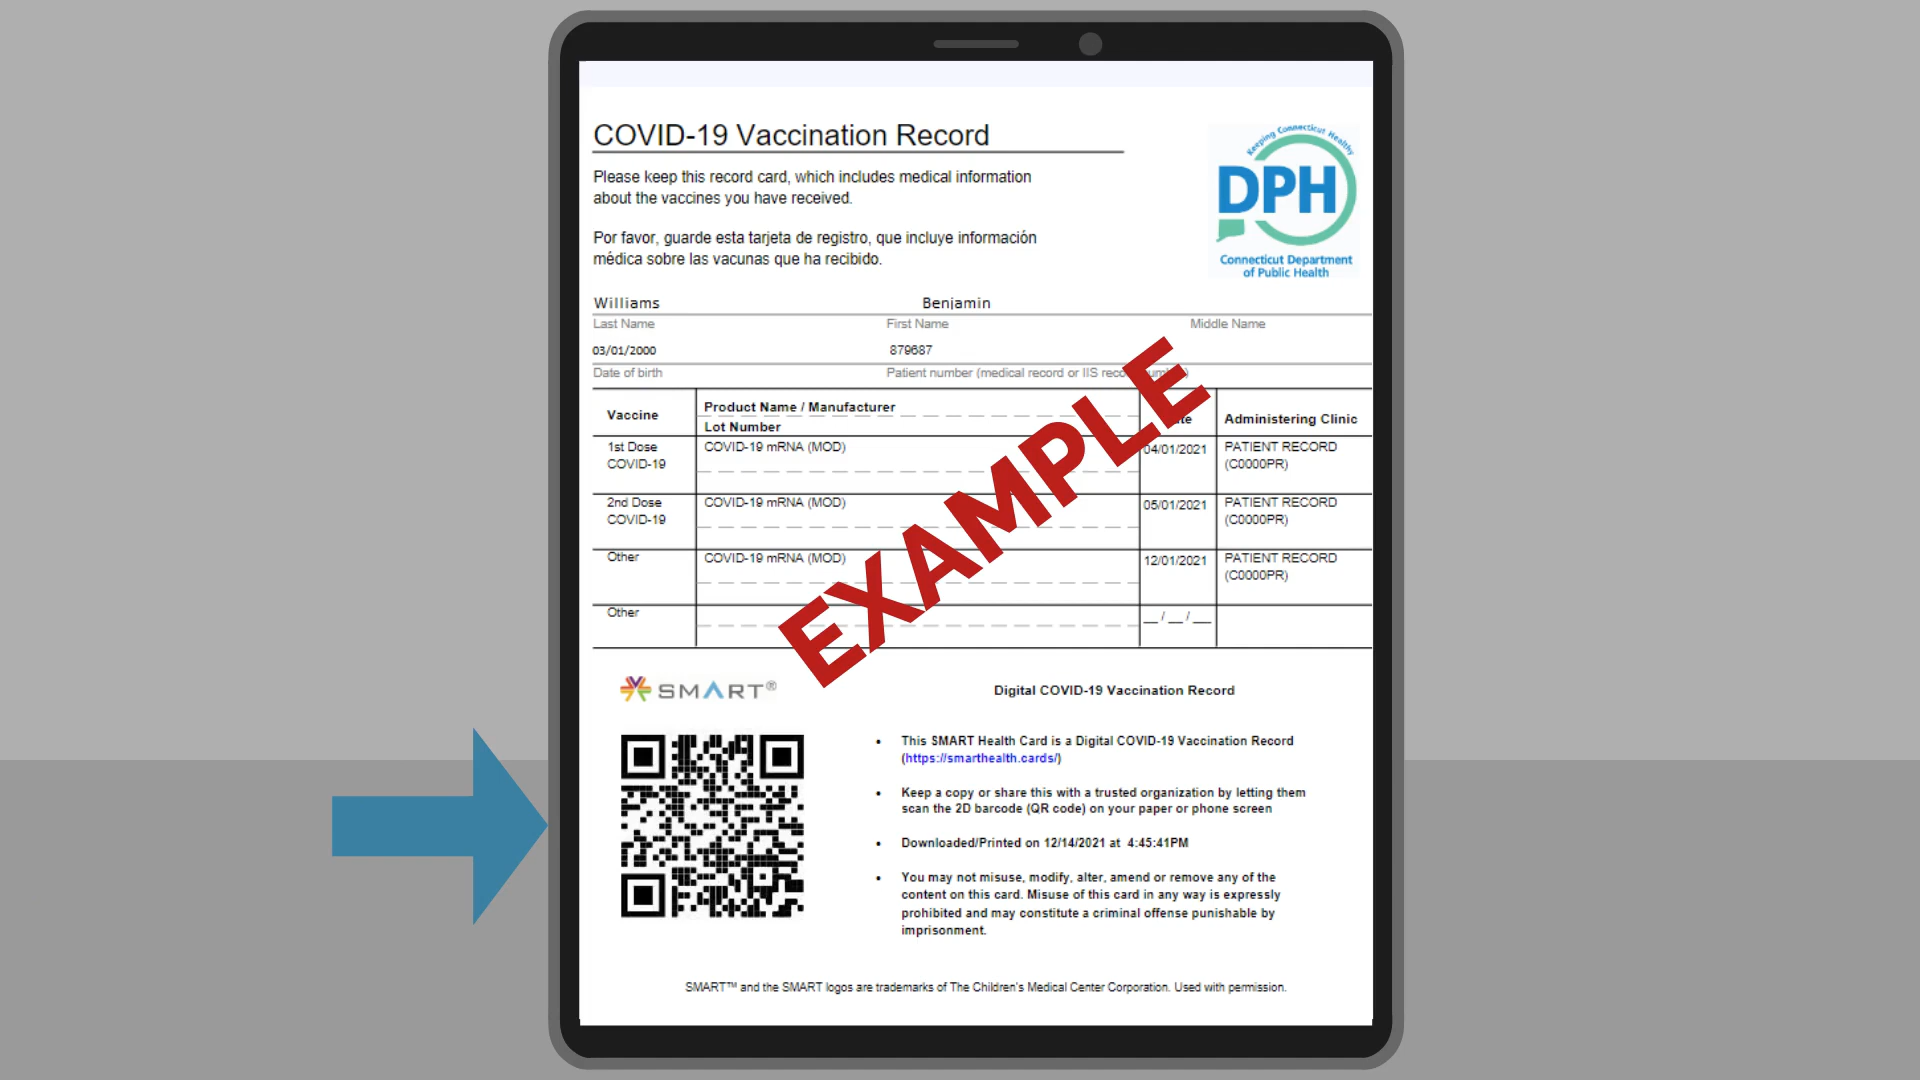 COVID-19 Vaccination Record
Keeping Connecticut Healthy
DPH
Connecticut Department
of Public Health
Please keep this record card, which includes medical information
about the vaccines you have received.
Por favor, guarde esta tarjeta de registro, que incluye información
médica sobre las vacunas que ha recibido.
Williams Benjamin
Last Name First Name Middle Name
03/01/2000 879687
Date of birth Patient number (medical record or IIS
Vaccine Product Name / Manufacturer Administering Clinic
Lot Number
1st Dose COVID-19 mRNA (MOD) 04/01/2021 PATIENT RECORD
COVID-19 (C0000PR)
2nd Dose COVID-19 mRNA (MOD) 05/01/2021 PATIENT RECORD
COVID-19 (C0000PR)
Other COVID-19 mRNA (MOD) 12/01/2021 PATIENT RECORD
(C0000PR)
Other __ / __ / __
EXAMPLE
SMART® Digital COVID-19 Vaccination Record
• This SMART Health Card is a Digital COVID-19 Vaccination Record
(https://smarthealth.cards/)
• Keep a copy or share this with a trusted organization by letting them
scan the 2D barcode (QR code) on your paper or phone screen
• Downloaded/Printed on 12/14/2021 at 4:45:41PM
• You may not misuse, modify, alter, amend or remove any of the
content on this card. Misuse of this card in any way is expressly
prohibited and may constitute a criminal offense punishable by
imprisonment.
SMART™ and the SMART logos are trademarks of The Children's Medical Center Corporation. Used with permission.